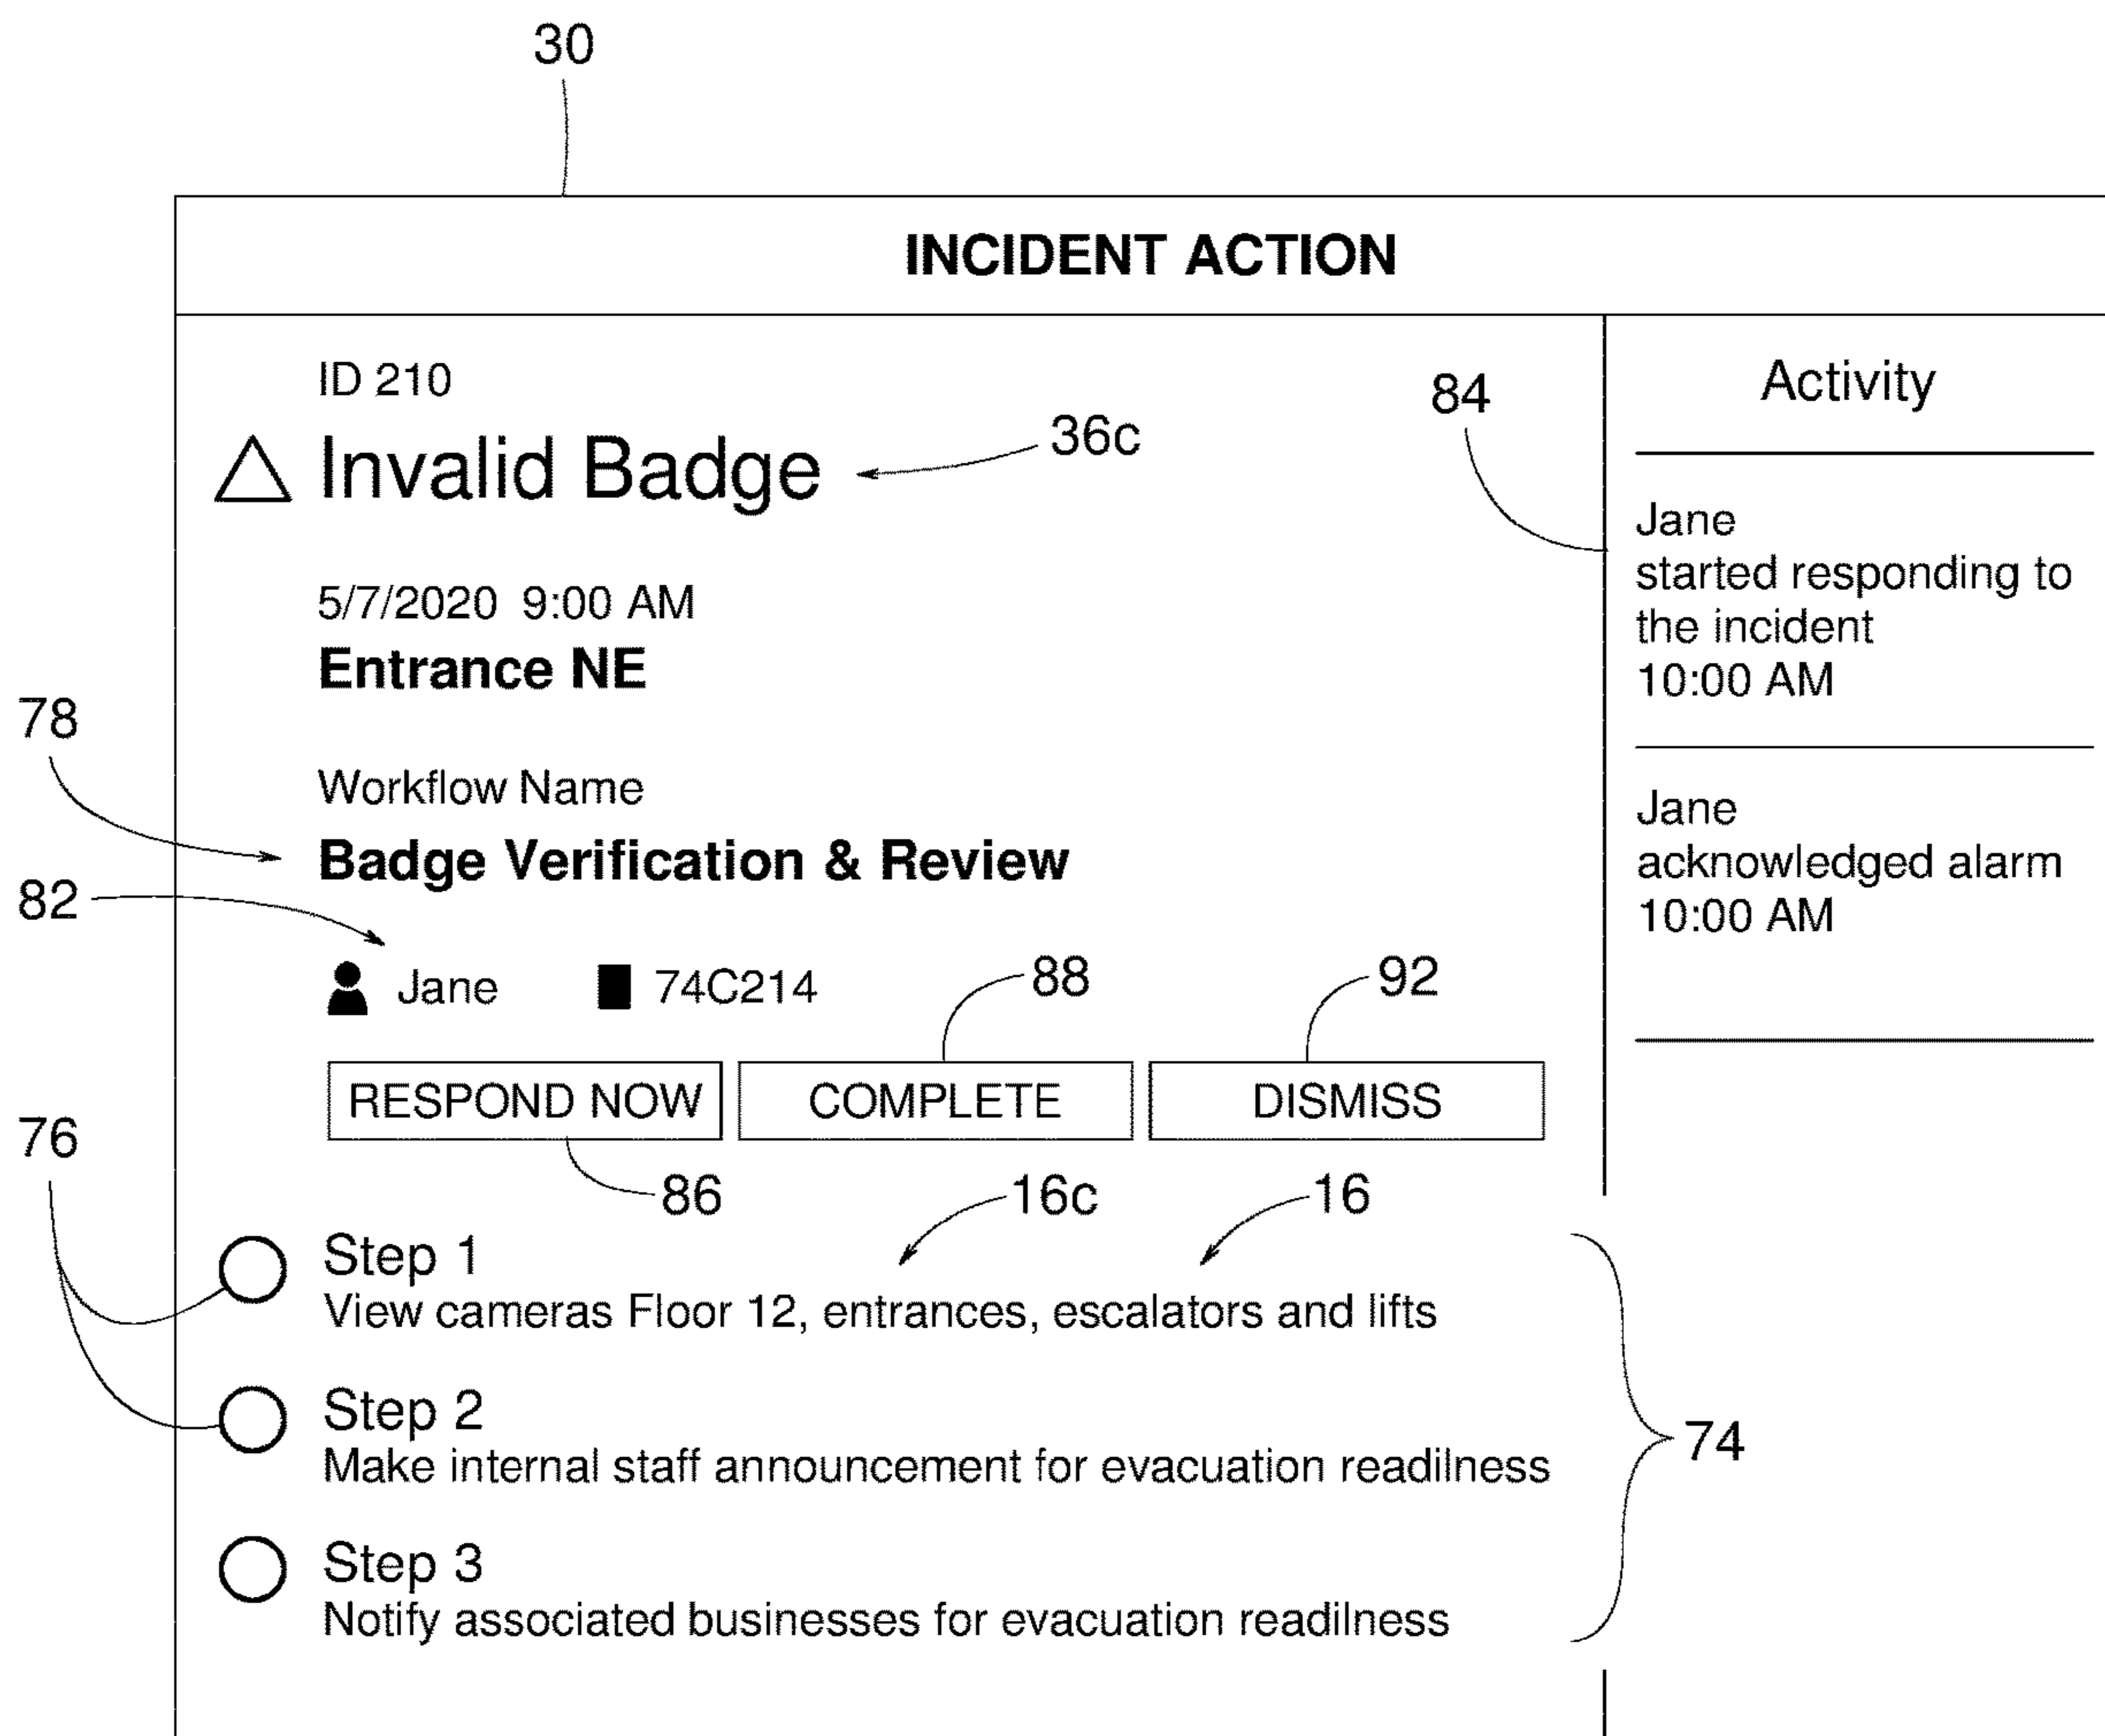 30
INCIDENT ACTION
ID 210
Invalid Badge
36c
84
5/7/2020 9:00 AM
Entrance NE
78
Workflow Name
Badge Verification & Review
82
Jane
74C214
88
92
RESPOND NOW
COMPLETE
DISMISS
76
86
16c
16
Step 1
View cameras Floor 12, entrances, escalators and lifts
Step 2
Make internal staff announcement for evacuation readilness
74
Step 3
Notify associated businesses for evacuation readilness
Activity
Jane
started responding to
the incident
10:00 AM
Jane
acknowledged alarm
10:00 AM